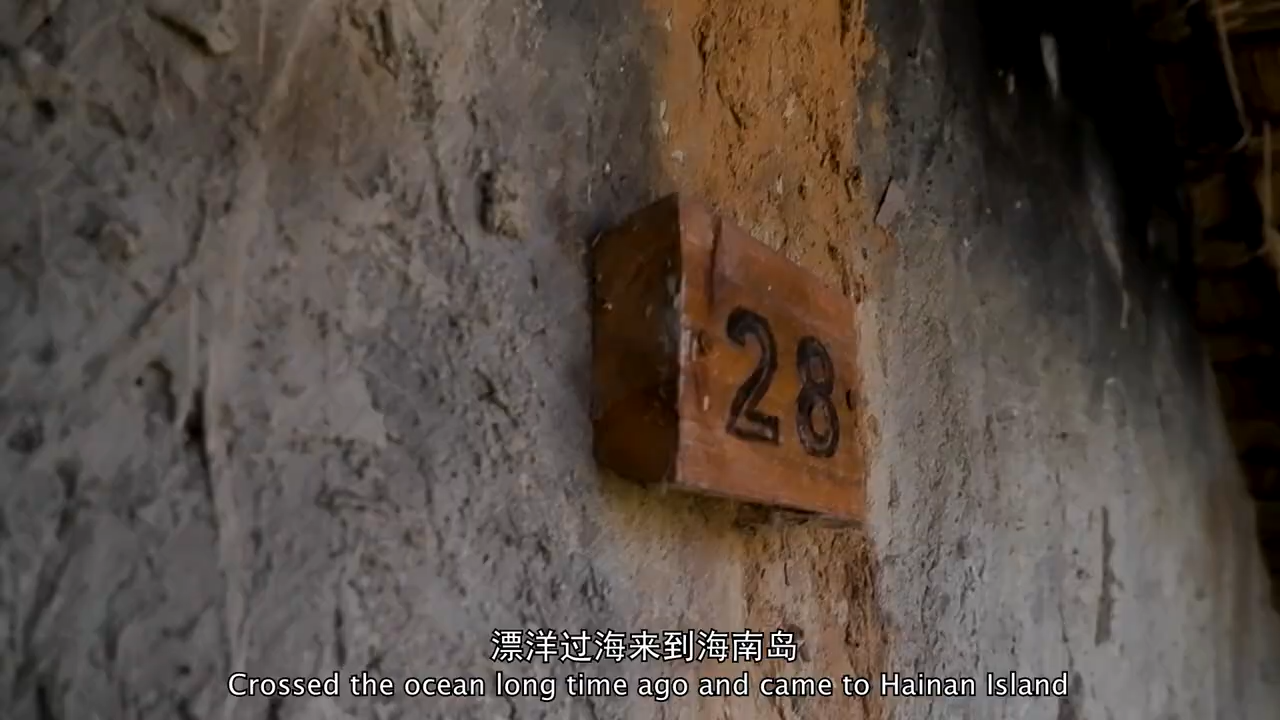 28
漂洋过海来到海南岛
Crossed the ocean long time ago and came to Hainan Island